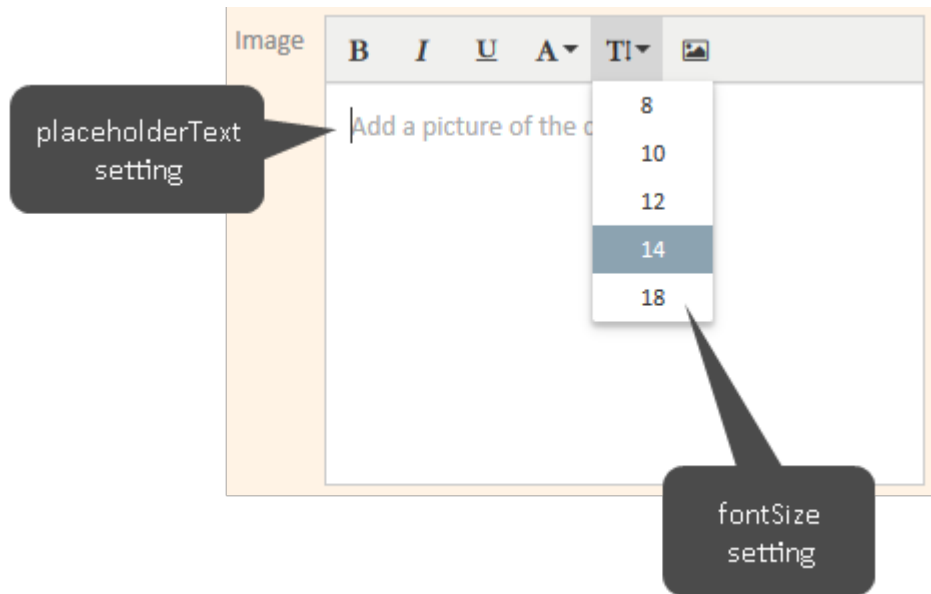 Image
B I U A T!
placeholderText
setting
Add a picture of the
8
10
12
14
18
fontSize
setting